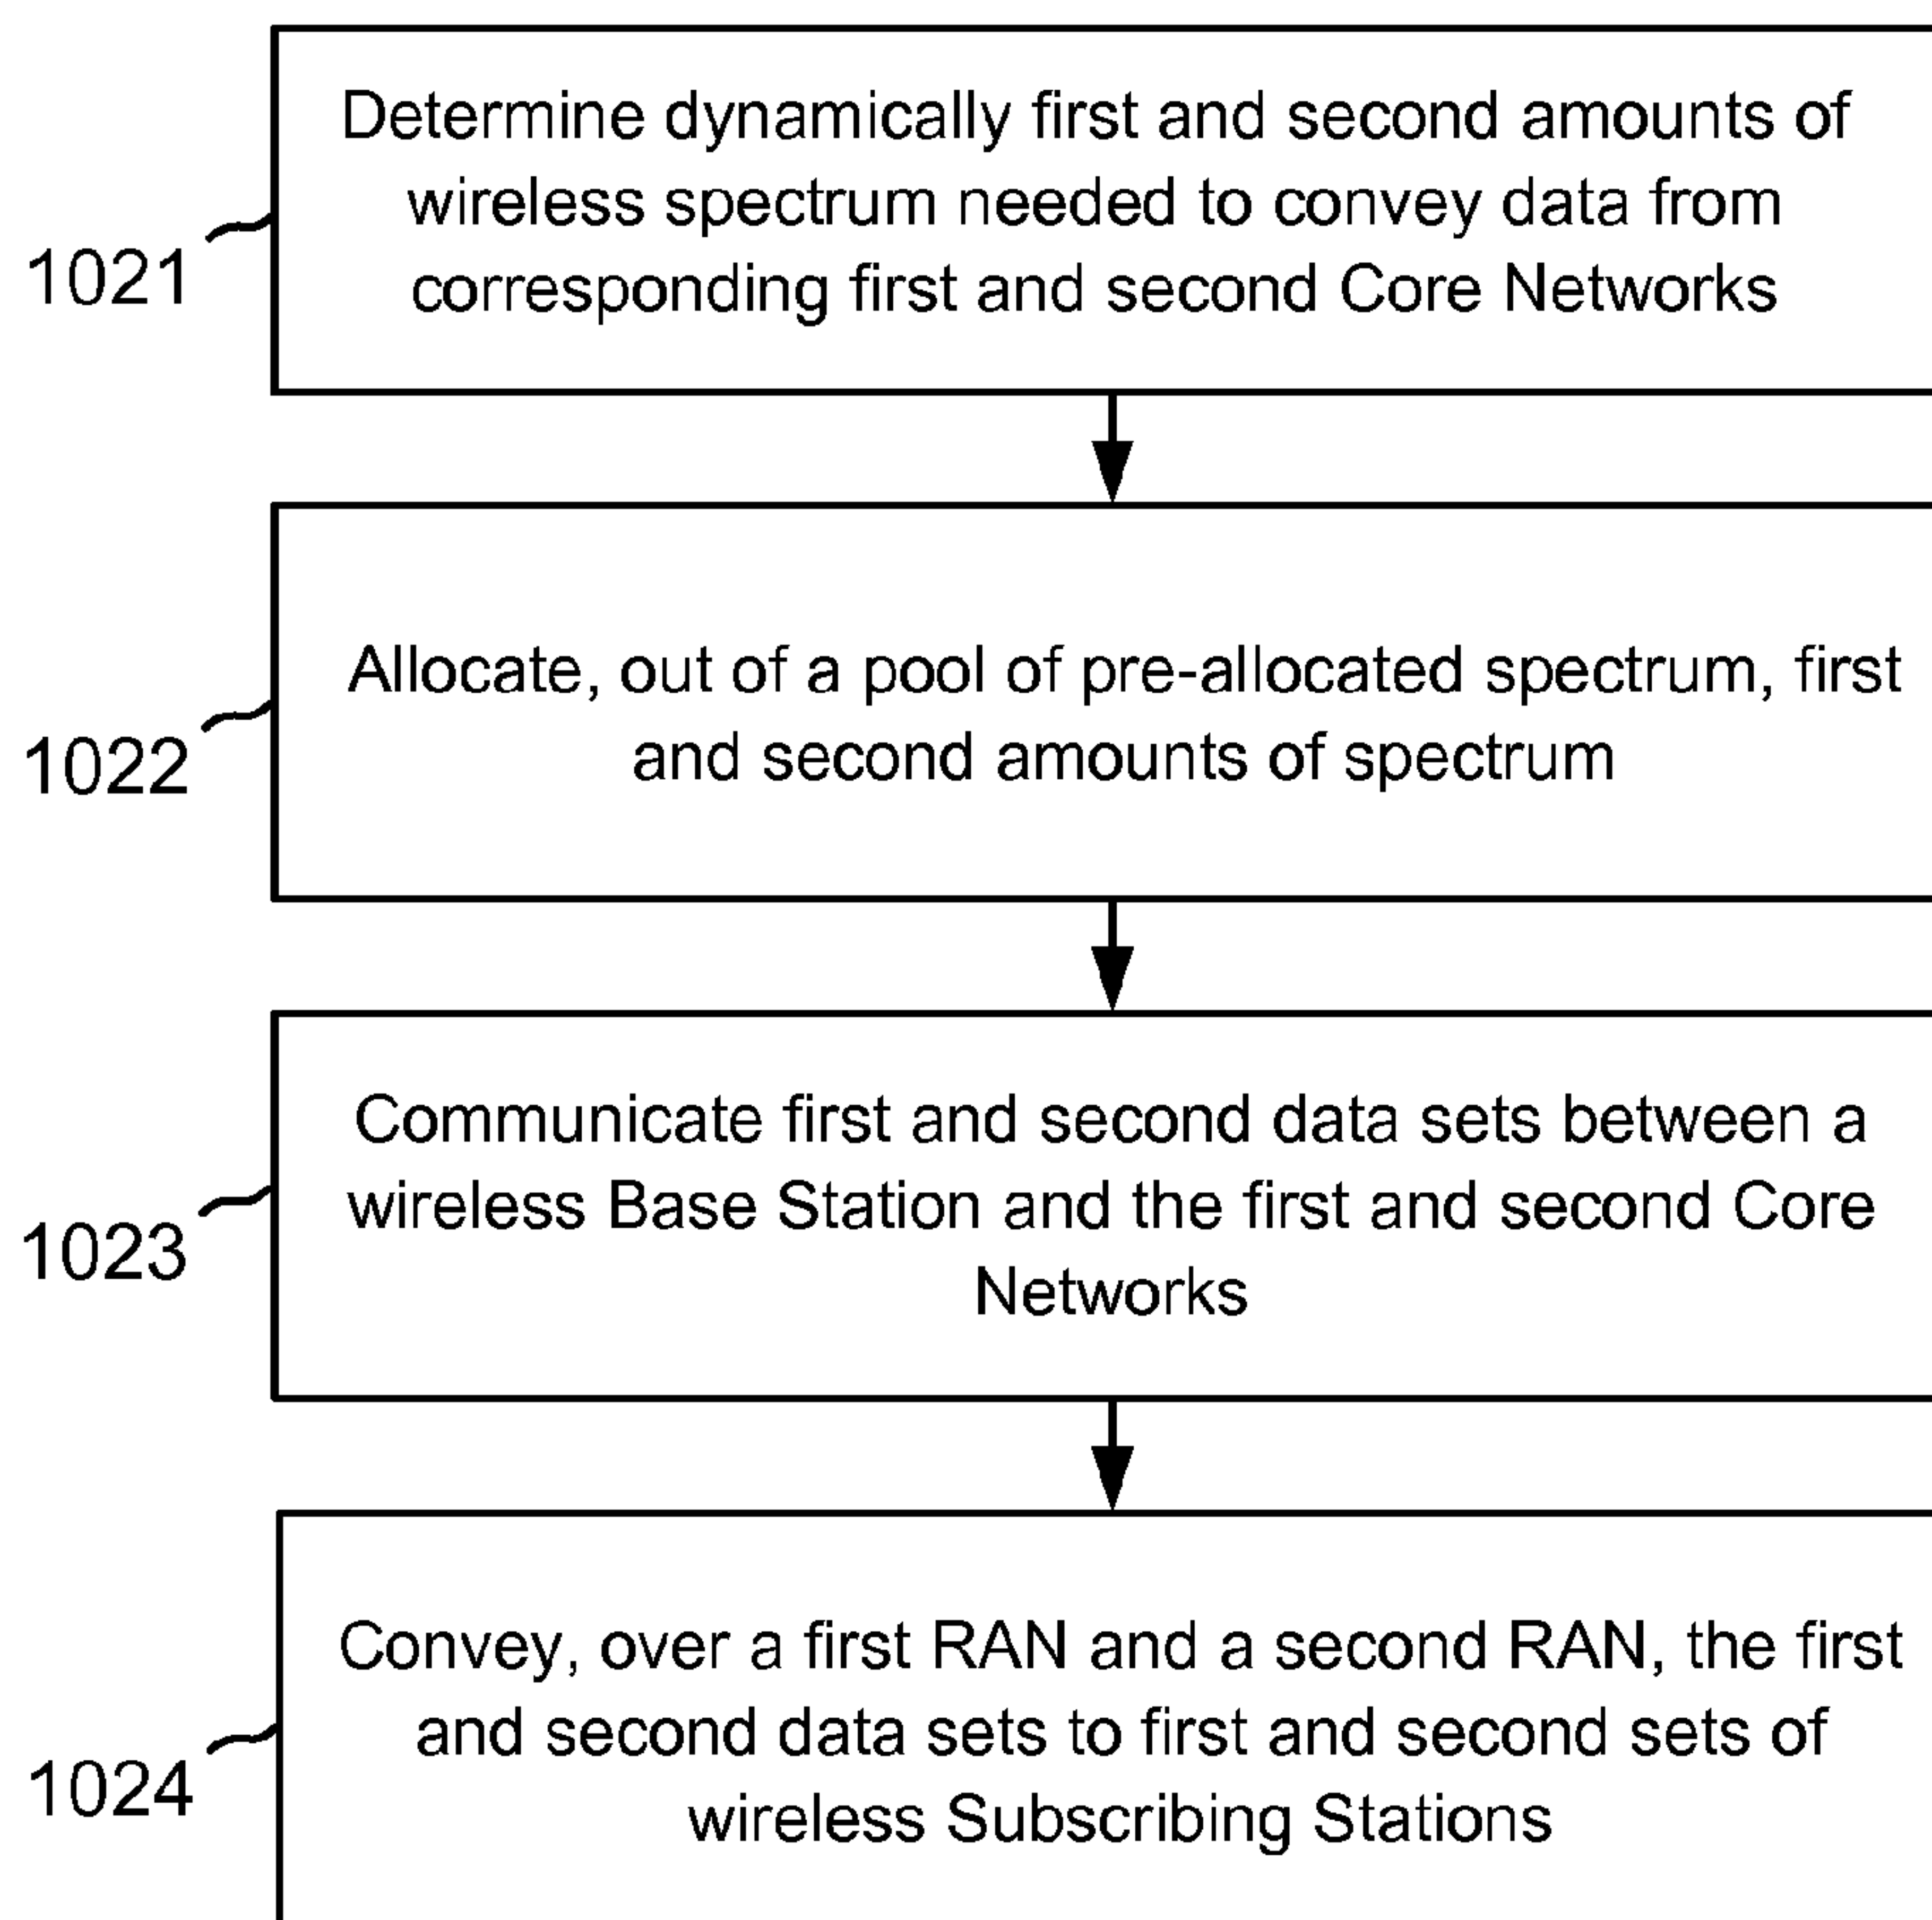 Determine dynamically first and second amounts of
wireless spectrum needed to convey data from
corresponding first and second Core Networks
1021
Allocate, out of a pool of pre-allocated spectrum, first
and second amounts of spectrum
1022
Communicate first and second data sets between a
wireless Base Station and the first and second Core
Networks
1023
Convey, over a first RAN and a second RAN, the first
and second data sets to first and second sets of
wireless Subscribing Stations
1024